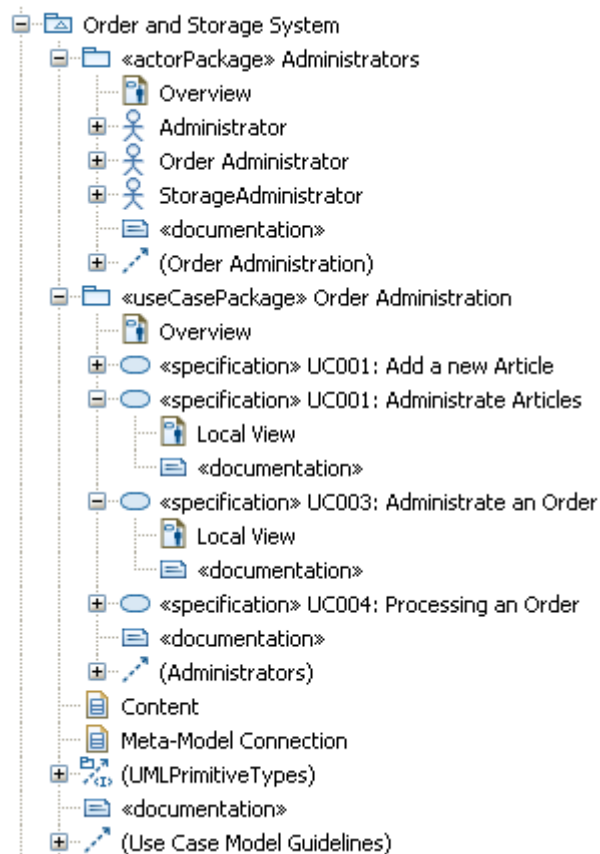 Order and Storage System
«actorPackage» Administrators
Overview
Administrator
Order Administrator
StorageAdministrator
«documentation»
(Order Administration)
«useCasePackage» Order Administration
Overview
«specification» UC001: Add a new Article
«specification» UC001: Administrate Articles
Local View
«documentation»
«specification» UC003: Administrate an Order
Local View
«documentation»
«specification» UC004: Processing an Order
«documentation»
(Administrators)
Content
Meta-Model Connection
(UMLPrimitiveTypes)
«documentation»
(Use Case Model Guidelines)